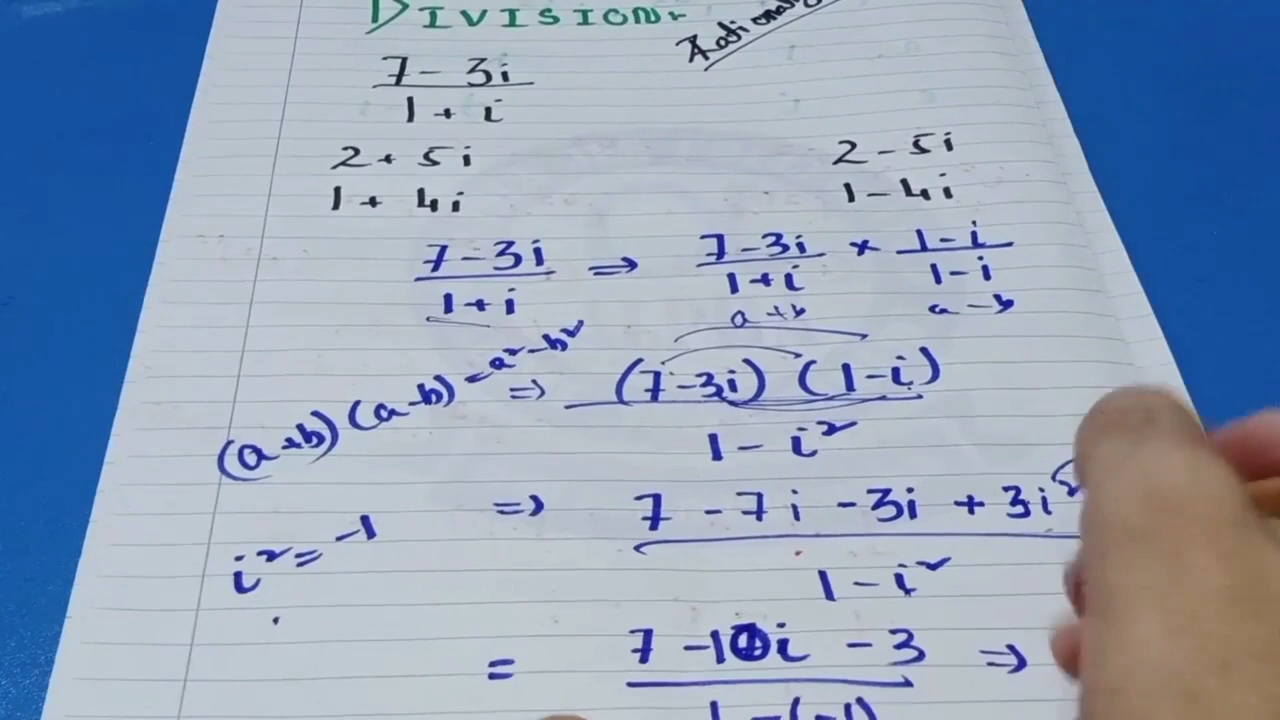 DIVISION:-
7 - 3i / 1 + i
2 + 5i
2 - 5i
1 + 4i
1 - 4i
7 - 3i / 1 + i ⇒ 7 - 3i / 1 + i × 1 - i / 1 - i
a + b
a - b
(a+b) (a-b) = a² - b²
⇒ (7 - 3i) (1 - i) / 1 - i²
i² = -1
⇒ 7 - 7i - 3i + 3i² / 1 - i²
= 7 - 10i - 3 / 1 - (-1) ⇒